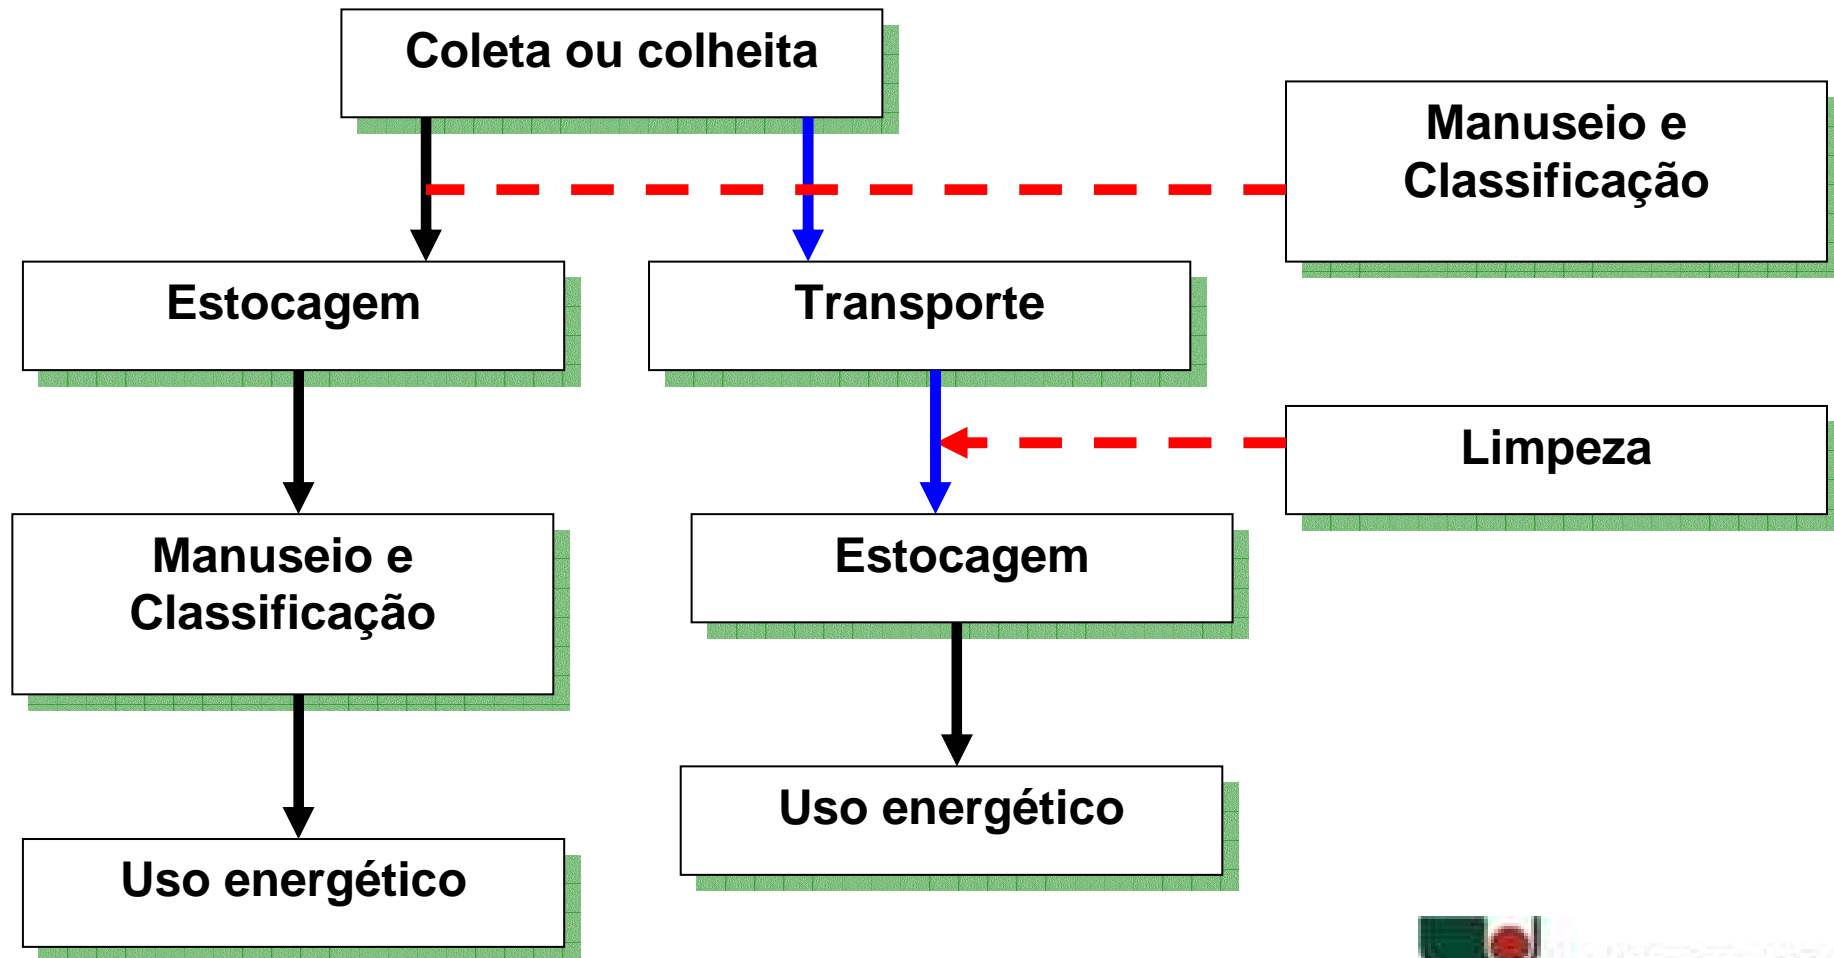 Coleta ou colheita
Manuseio e
Classificação
Estocagem
Transporte
Limpeza
Manuseio e
Classificação
Estocagem
Uso energético
Uso energético